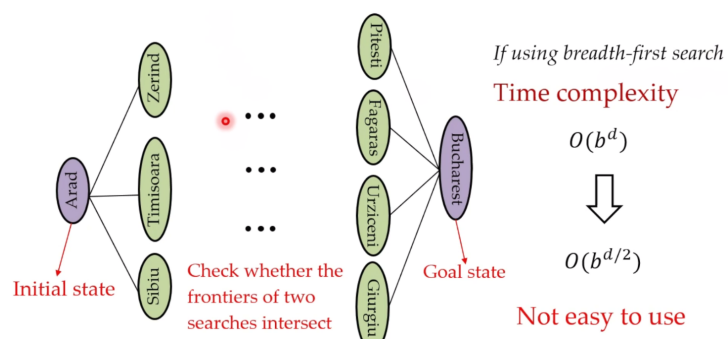 Arad
Initial state
Zerind
Timisoara
Sibiu
•••
•••
•••
Check whether the
frontiers of two
searches intersect
Pitesti
Fagaras
Urziceni
Giurgiu
Bucharest
Goal state
If using breadth-first search
Time complexity
O(b^d)
O(b^{d/2})
Not easy to use